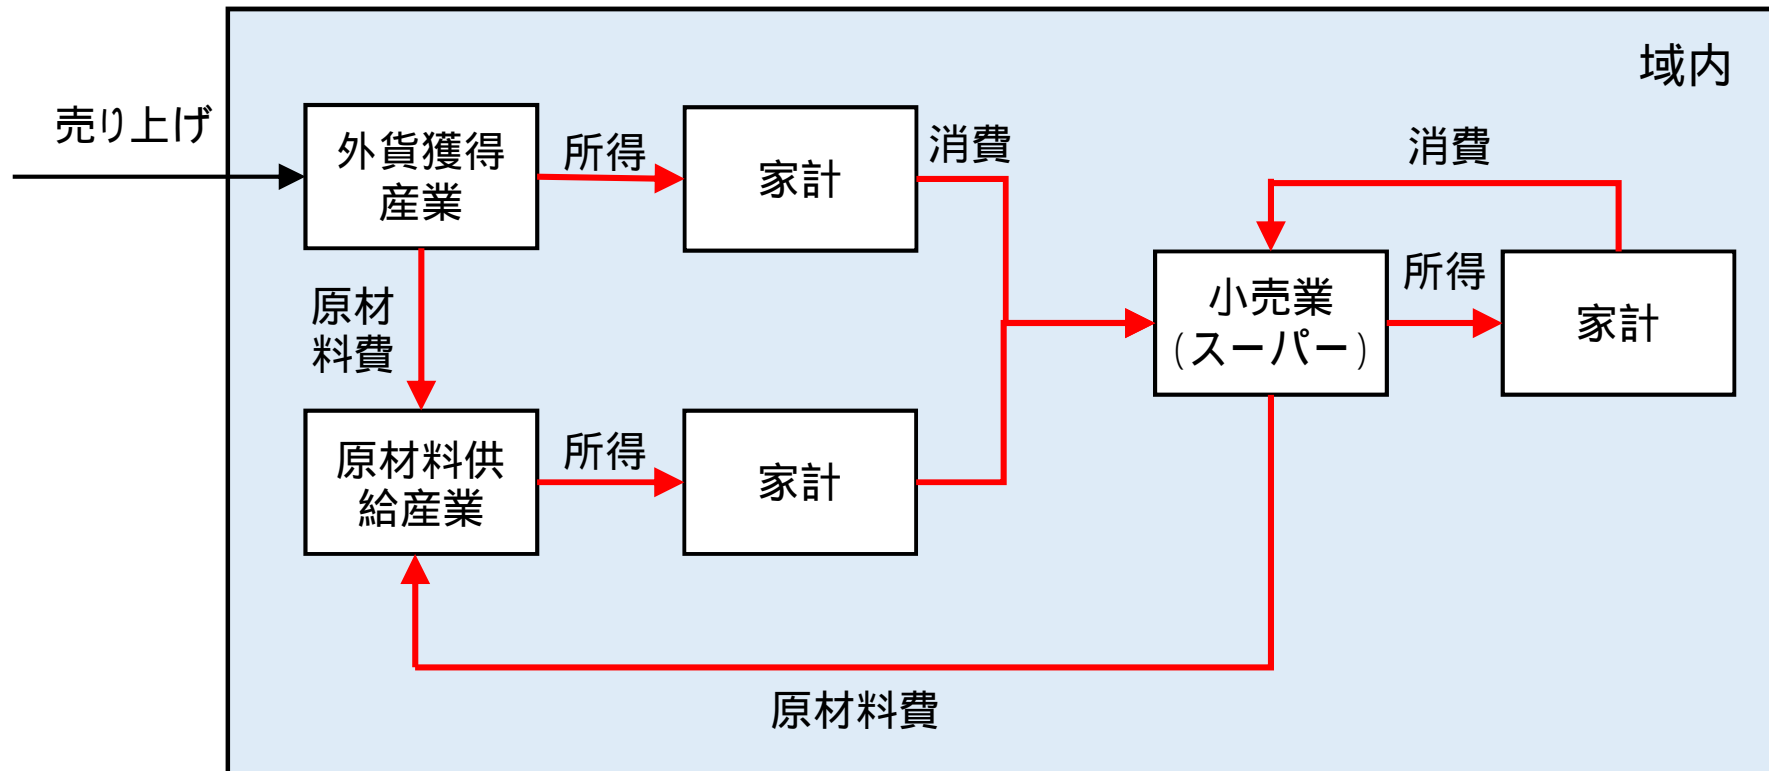 域内
売り上げ
外貨獲得
産業
所得
家計
消費
消費
原材
料費
小売業
(スーパー)
所得
家計
原材料供
給産業
所得
家計
原材料費